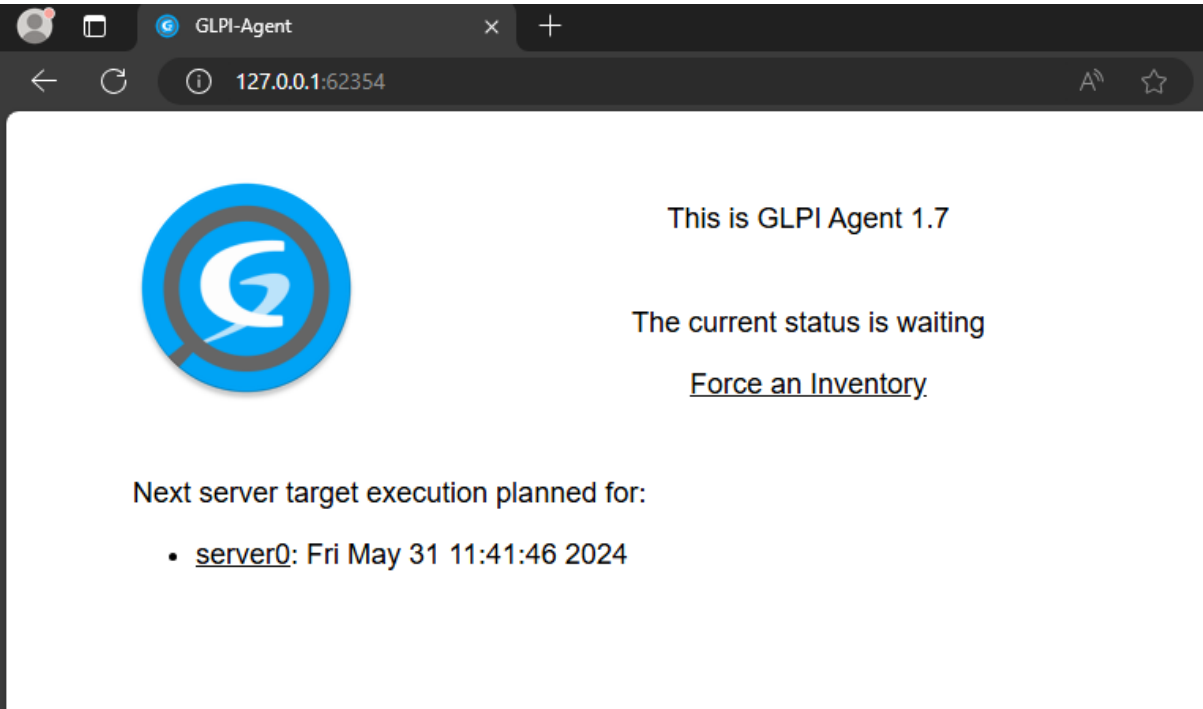 GLPI-Agent
127.0.0.1:62354
This is GLPI Agent 1.7
The current status is waiting
Force an Inventory
Next server target execution planned for:
server0: Fri May 31 11:41:46 2024